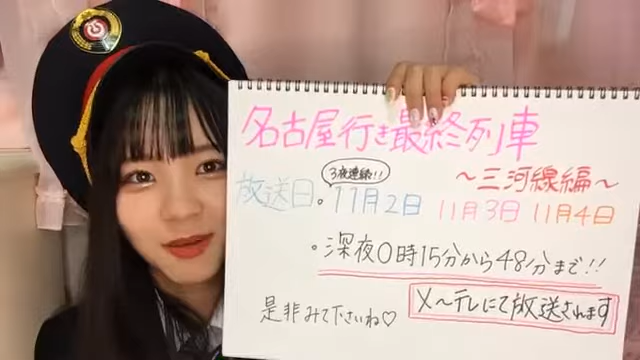 名古屋行き最終列車
〜三河線編〜
3夜連続!!
放送日。11月2日 11月3日 11月4日
・深夜0時15分から48分まで!!
メ〜テレにて放送されます
是非みて下さいね♡